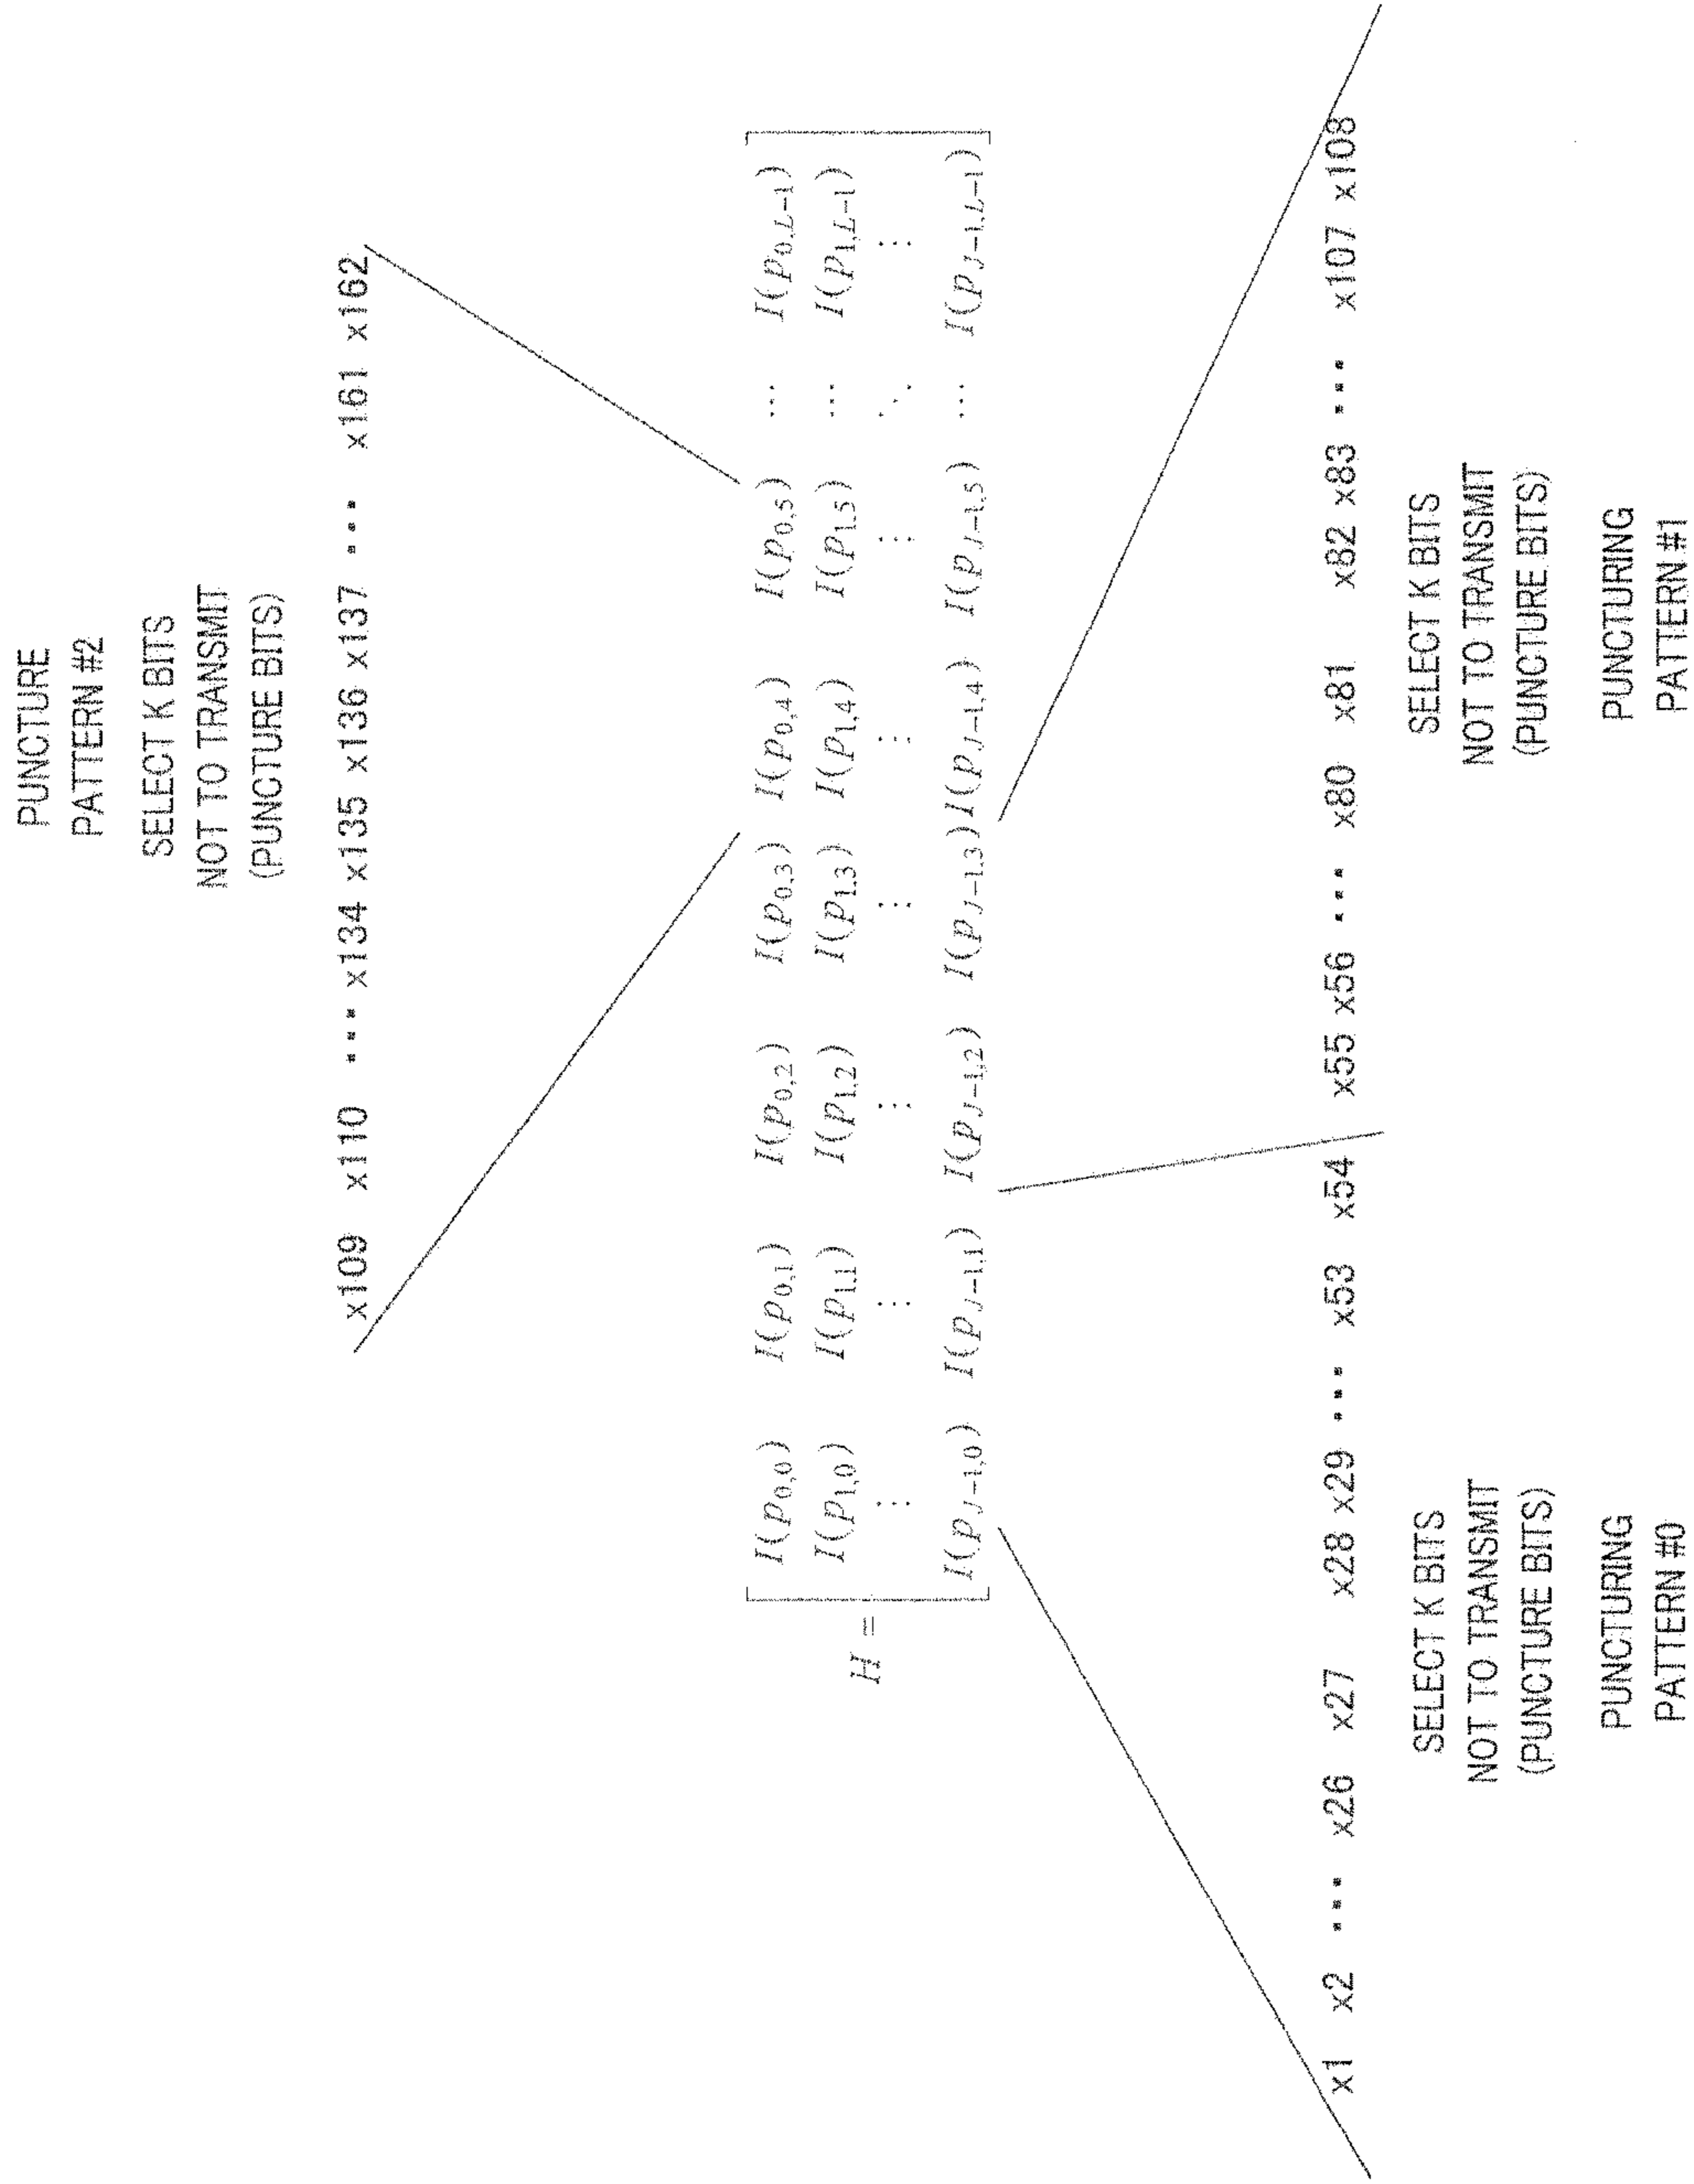 PUNCTURE
PATTERN #2
SELECT K BITS
NOT TO TRANSMIT
(PUNCTURE BITS)
x109 x110 ··· x134 x135 x136 x137 ··· x161 x162
I(p0,0) I(p0,1) I(p0,2) I(p0,3) I(p0,4) I(p0,5) ··· I(p0,L−1)
I(p1,0) I(p1,1) I(p1,2) I(p1,3) I(p1,4) I(p1,5) ··· I(p1,L−1)
H = ⋮ ⋮ ⋮ ⋮ ⋮ ⋮ ⋱ ⋮
I(pJ−1,0) I(pJ−1,1) I(pJ−1,2) I(pJ−1,3) I(pJ−1,4) I(pJ−1,5) ··· I(pJ−1,L−1)
x1 x2 ··· x26 x27 x28 x29 ··· x53 x54 x55 x56 ··· x80 x81 x82 x83 ··· x107 x108
SELECT K BITS
NOT TO TRANSMIT
(PUNCTURE BITS)
PUNCTURING
PATTERN #0
SELECT K BITS
NOT TO TRANSMIT
(PUNCTURE BITS)
PUNCTURING
PATTERN #1